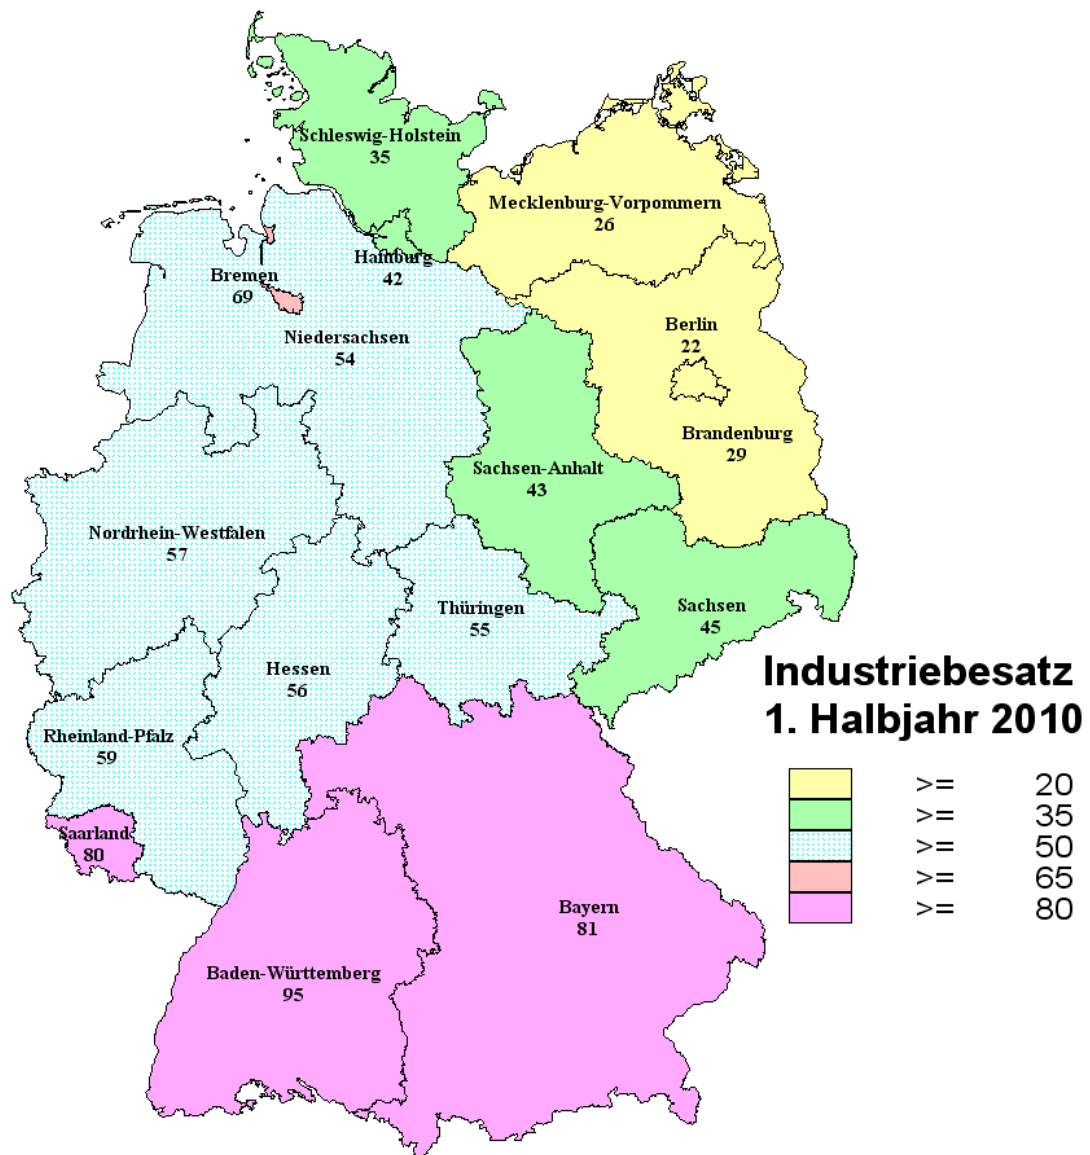 Schleswig-Holstein
35
Mecklenburg-Vorpommern
26
Hamburg
42
Bremen
69
Niedersachsen
54
Berlin
22
Brandenburg
29
Sachsen-Anhalt
43
Nordrhein-Westfalen
57
Thüringen
55
Sachsen
45
Hessen
56
Rheinland-Pfalz
59
Saarland
80
Bayern
81
Baden-Württemberg
95
Industriebesatz
1. Halbjahr 2010
>= 20
>= 35
>= 50
>= 65
>= 80